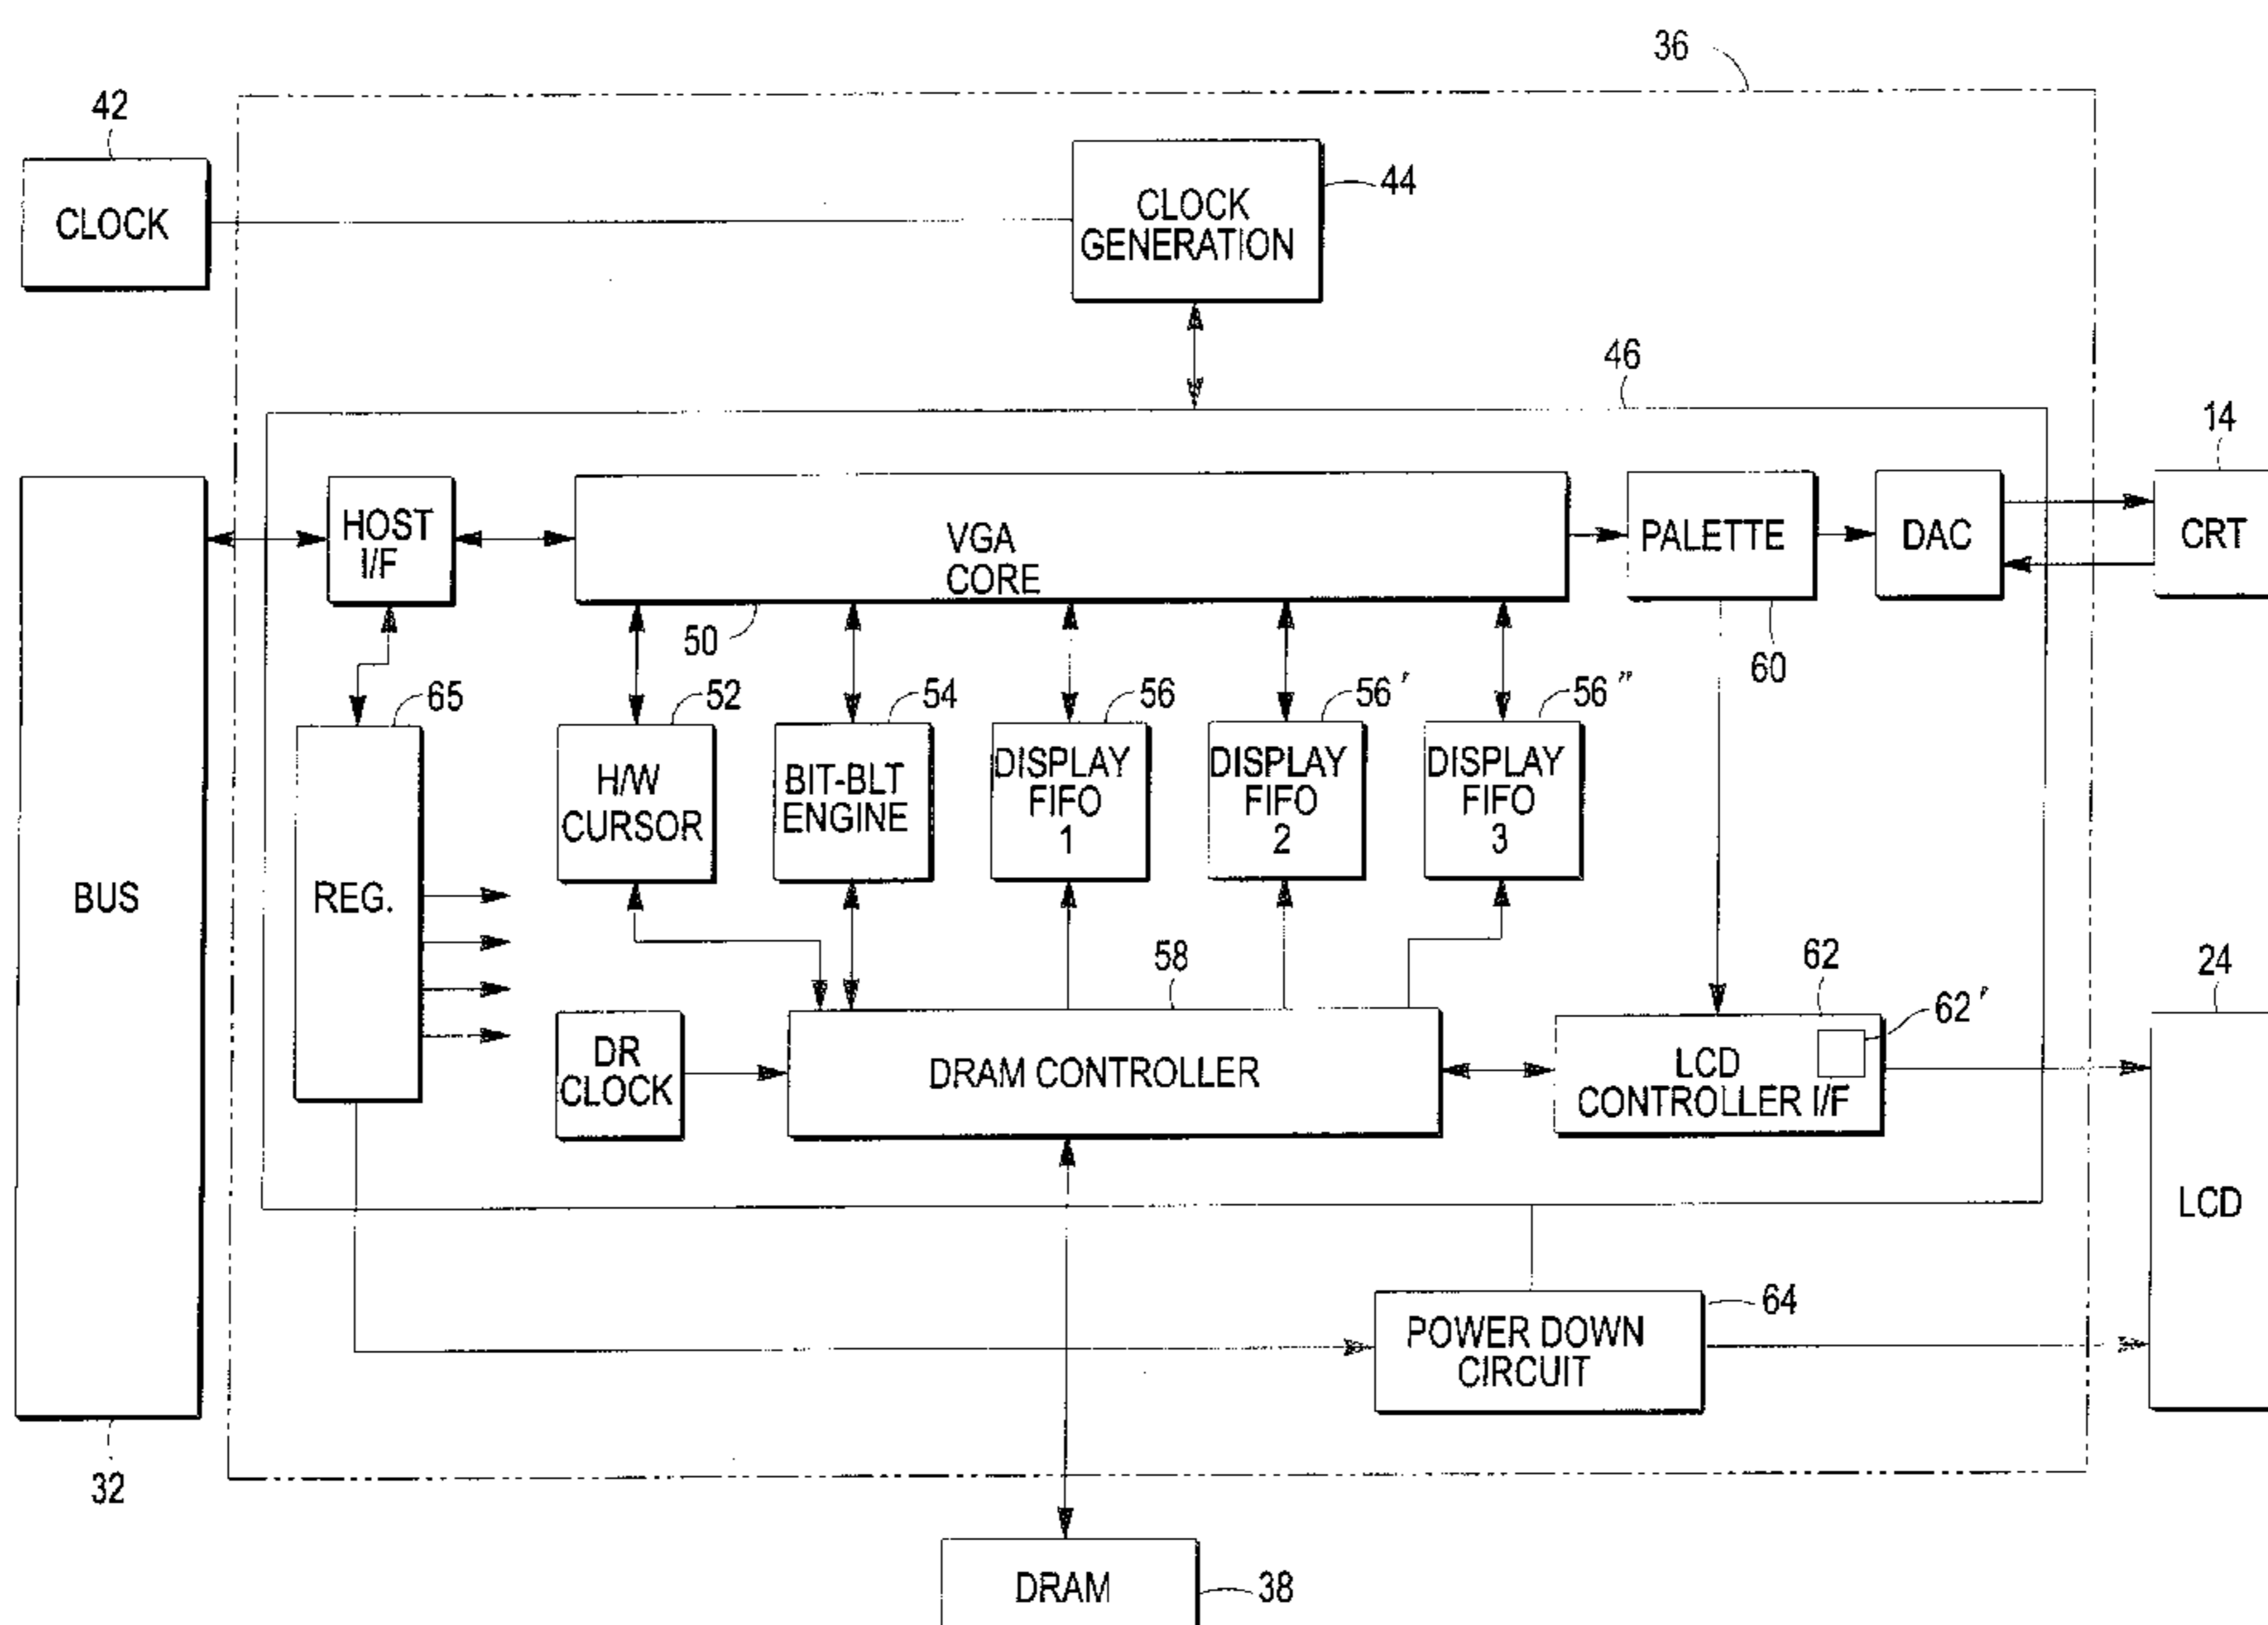 36
42
CLOCK
44
CLOCK
GENERATION
46
14
HOST
I/F
VGA
CORE
PALETTE
DAC
CRT
50
60
65
52
54
56
56'
56"
H/W
CURSOR
BIT-BLT
ENGINE
DISPLAY
FIFO
1
DISPLAY
FIFO
2
DISPLAY
FIFO
3
BUS
REG.
58
62
62'
24
DR
CLOCK
DRAM CONTROLLER
LCD
CONTROLLER I/F
LCD
64
POWER DOWN
CIRCUIT
32
DRAM
38